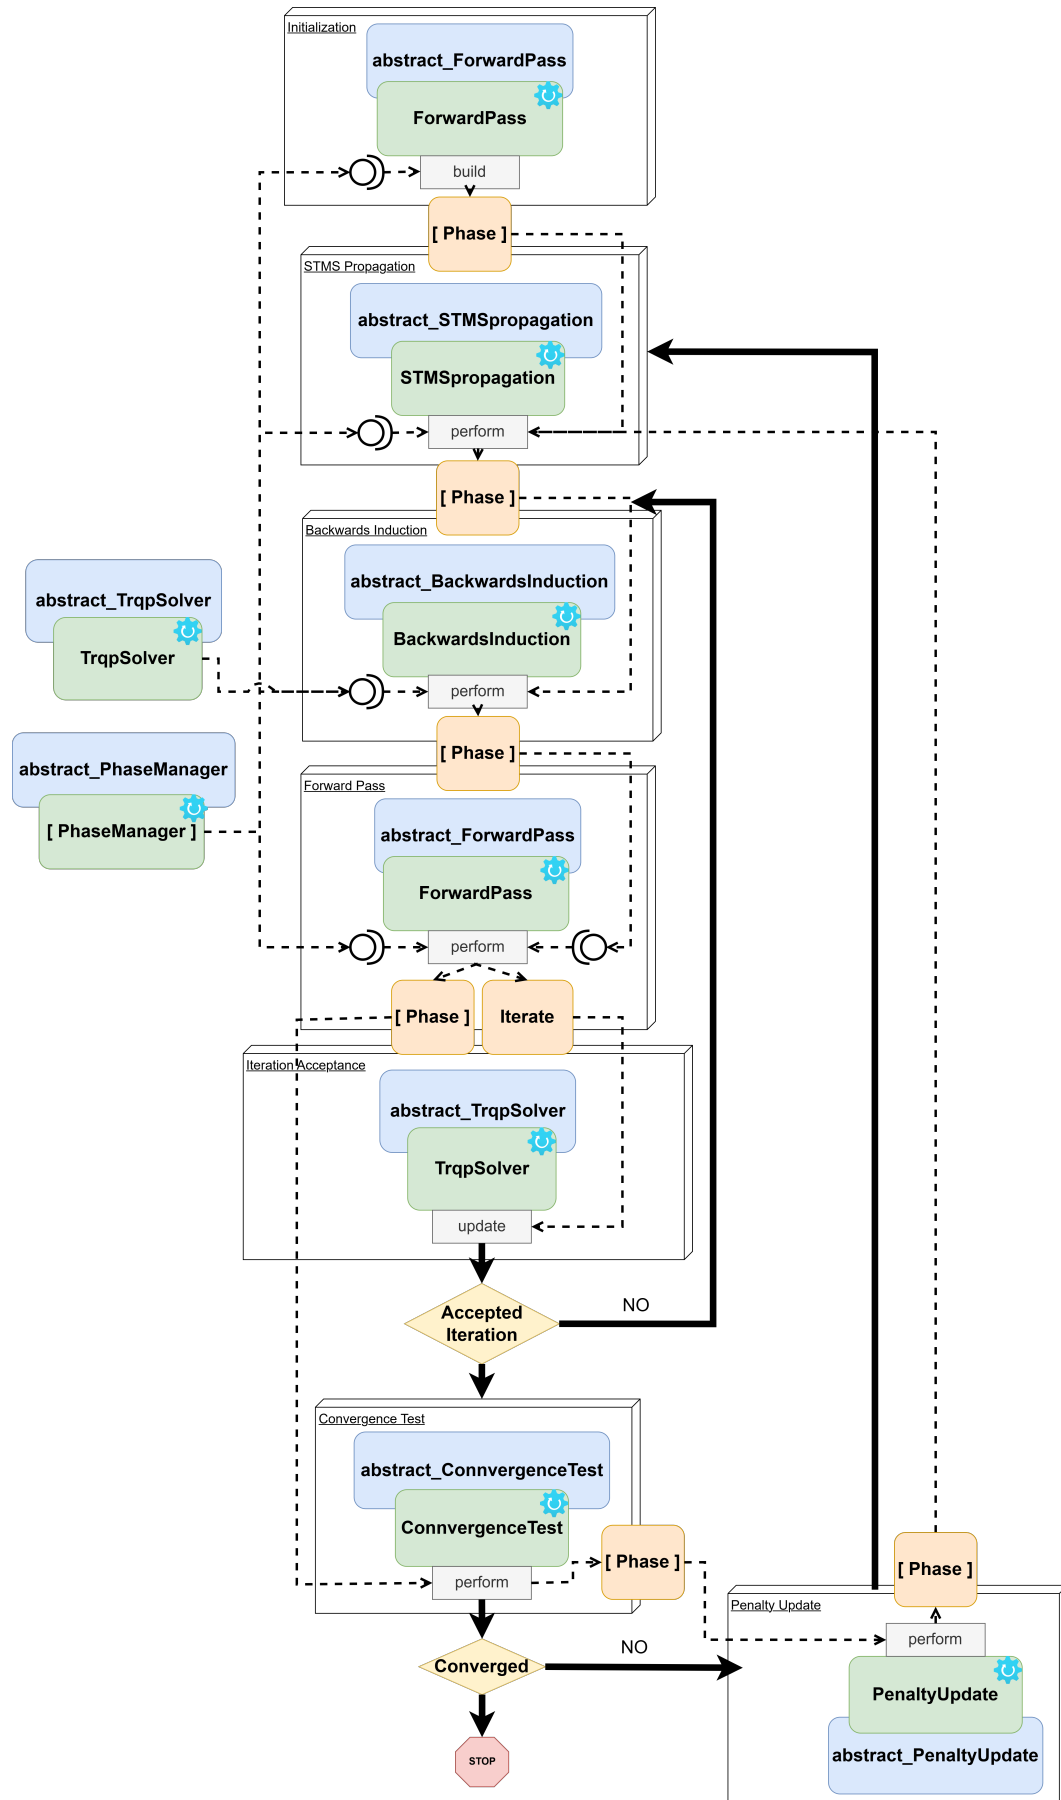 Initialization
abstract_ForwardPass
ForwardPass
build
[ Phase ]
STMS Propagation
abstract_STMSpropagation
STMSpropagation
perform
[ Phase ]
Backwards Induction
abstract_BackwardsInduction
BackwardsInduction
perform
abstract_TrqpSolver
TrqpSolver
[ Phase ]
abstract_PhaseManager
[ PhaseManager ]
Forward Pass
abstract_ForwardPass
ForwardPass
perform
[ Phase ]
Iterate
Iteration Acceptance
abstract_TrqpSolver
TrqpSolver
update
Accepted
Iteration
NO
Convergence Test
abstract_ConnvergenceTest
ConnvergenceTest
perform
[ Phase ]
Converged
NO
STOP
[ Phase ]
Penalty Update
perform
PenaltyUpdate
abstract_PenaltyUpdate